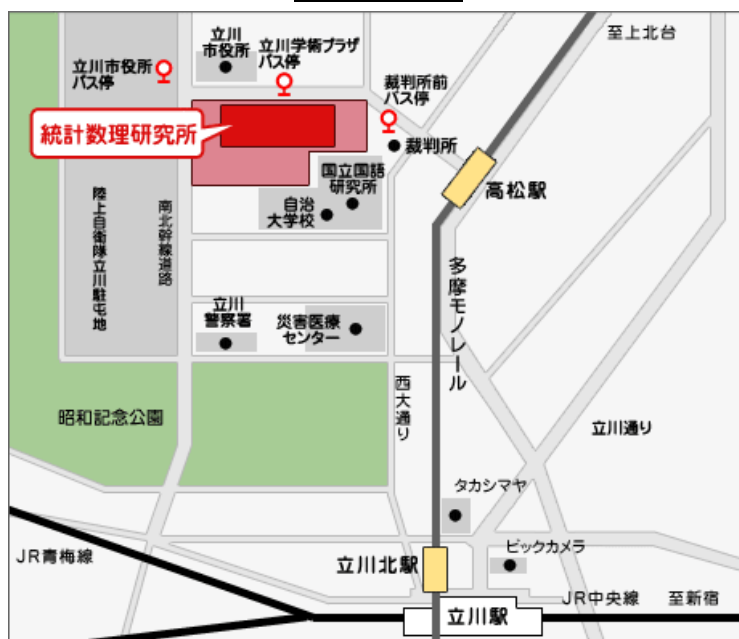 至上北台
立川
市役所
立川学術プラザ
バス停
立川市役所
バス停
裁判所前
バス停
統計数理研究所
裁判所
国立国語
研究所
高松駅
自治
大学校
陸上自衛隊立川駐屯地
南北幹線道路
多摩モノレール
立川
警察署
災害医療
センター
西大通り
昭和記念公園
立川通り
タカシマヤ
ビックカメラ
JR青梅線
立川北駅
JR中央線
至新宿
立川駅